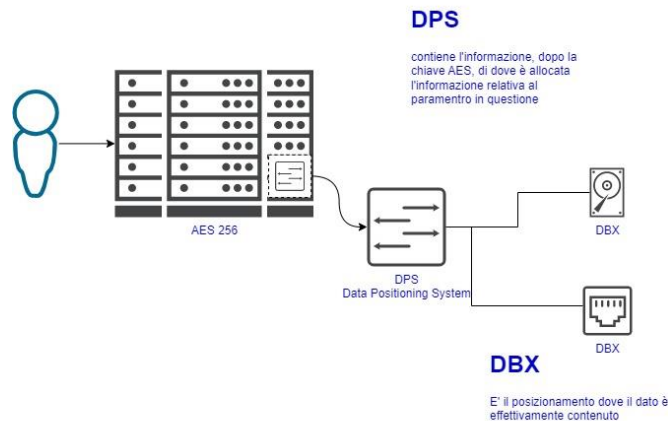 DPS
contiene l'informazione, dopo la
chiave AES, di dove è allocata
l'informazione relativa al
paramentro in questione
AES 256
DPS
Data Positioning System
DBX
DBX
DBX
E' il posizionamento dove il dato è
effettivamente contenuto